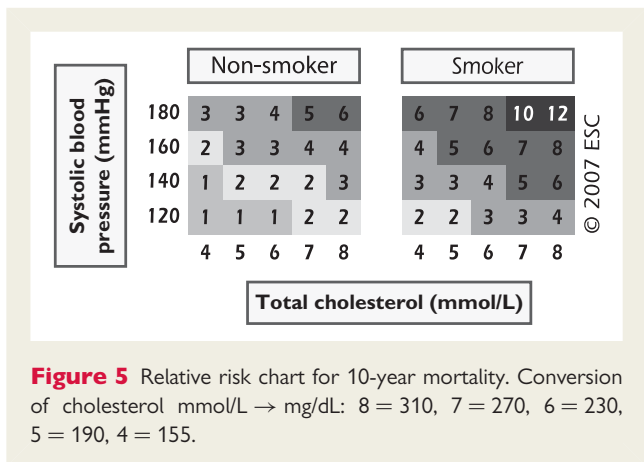 Non-smoker Smoker
Systolic blood
pressure (mmHg)
180 3 3 4 5 6 6 7 8 10 12
160 2 3 3 4 4 4 5 6 7 8
140 1 2 2 2 3 3 3 4 5 6
120 1 1 1 2 2 2 2 3 3 4
4 5 6 7 8 4 5 6 7 8
© 2007 ESC
Total cholesterol (mmol/L)
Figure 5 Relative risk chart for 10-year mortality. Conversion
of cholesterol mmol/L → mg/dL: 8 = 310, 7 = 270, 6 = 230,
5 = 190, 4 = 155.